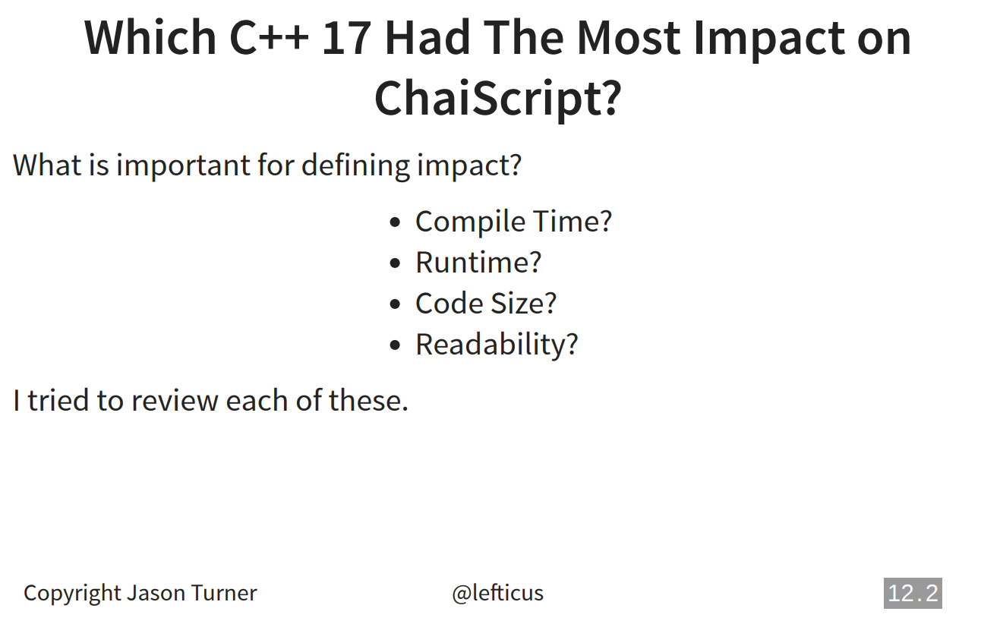 Which C++ 17 Had The Most Impact on
ChaiScript?
What is important for defining impact?
• Compile Time?
• Runtime?
• Code Size?
• Readability?
I tried to review each of these.
Copyright Jason Turner
@lefticus
12.2